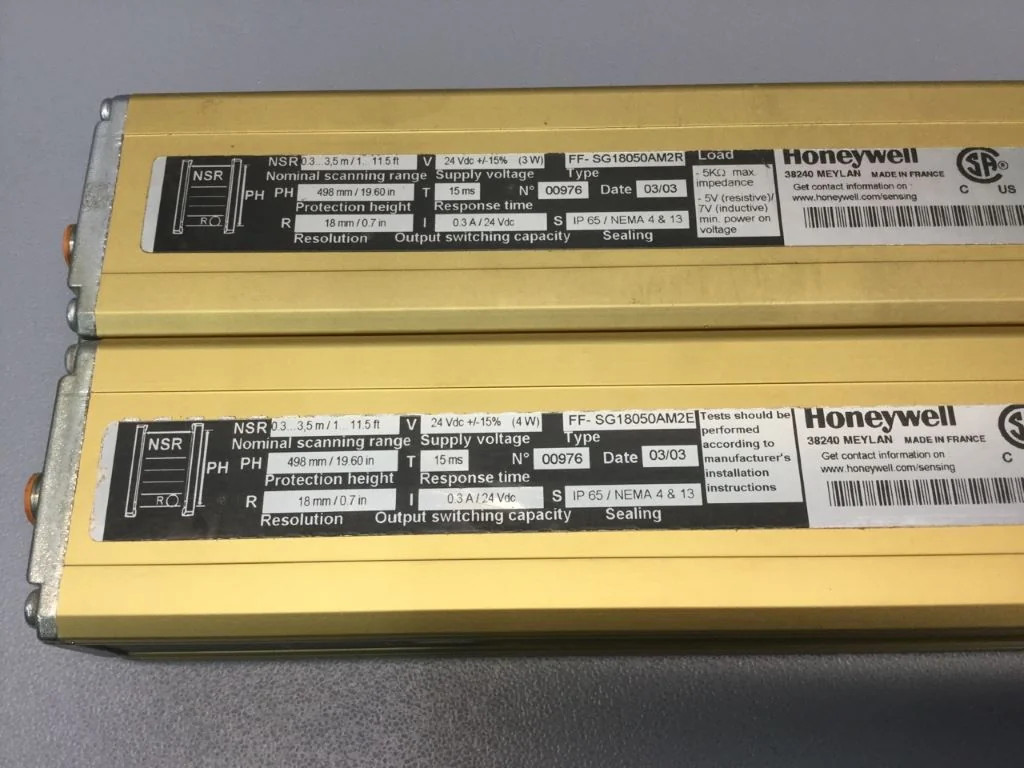 NSR 0.3...3,5 m / 1... 11.5 ft V 24 Vdc +/-15% (3 W) FF- SG18050AM2R Load
Nominal scanning range Supply voltage Type
NSR PH PH 498 mm / 19.60 in T 15 ms N° 00976 Date 03/03
Protection height Response time
R R 18 mm / 0.7 in I 0.3 A / 24 Vdc S IP 65 / NEMA 4 & 13
Resolution Output switching capacity Sealing
- 5KΩ max.
impedance
- 5V (resistive)/
7V (inductive)
min. power on
voltage
Honeywell
38240 MEYLAN MADE IN FRANCE
Get contact information on :
www.honeywell.com/sensing
SA ®
C US
NSR 0.3...3,5 m / 1... 11.5 ft V 24 Vdc +/-15% (4 W) FF- SG18050AM2E
Nominal scanning range Supply voltage Type
NSR PH PH 498 mm / 19.60 in T 15 ms N° 00976 Date 03/03
Protection height Response time
R R 18 mm / 0.7 in I 0.3 A / 24 Vdc S IP 65 / NEMA 4 & 13
Resolution Output switching capacity Sealing
Tests should be
performed
according to
manufacturer's
installation
instructions
Honeywell
38240 MEYLAN MADE IN FRANCE
Get contact information on :
www.honeywell.com/sensing
C